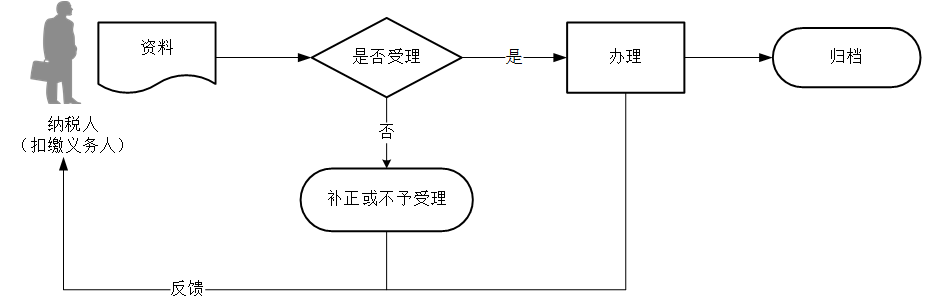 资料
是否受理
是
办理
归档
纳税人
（扣缴义务人）
否
补正或不予受理
反馈